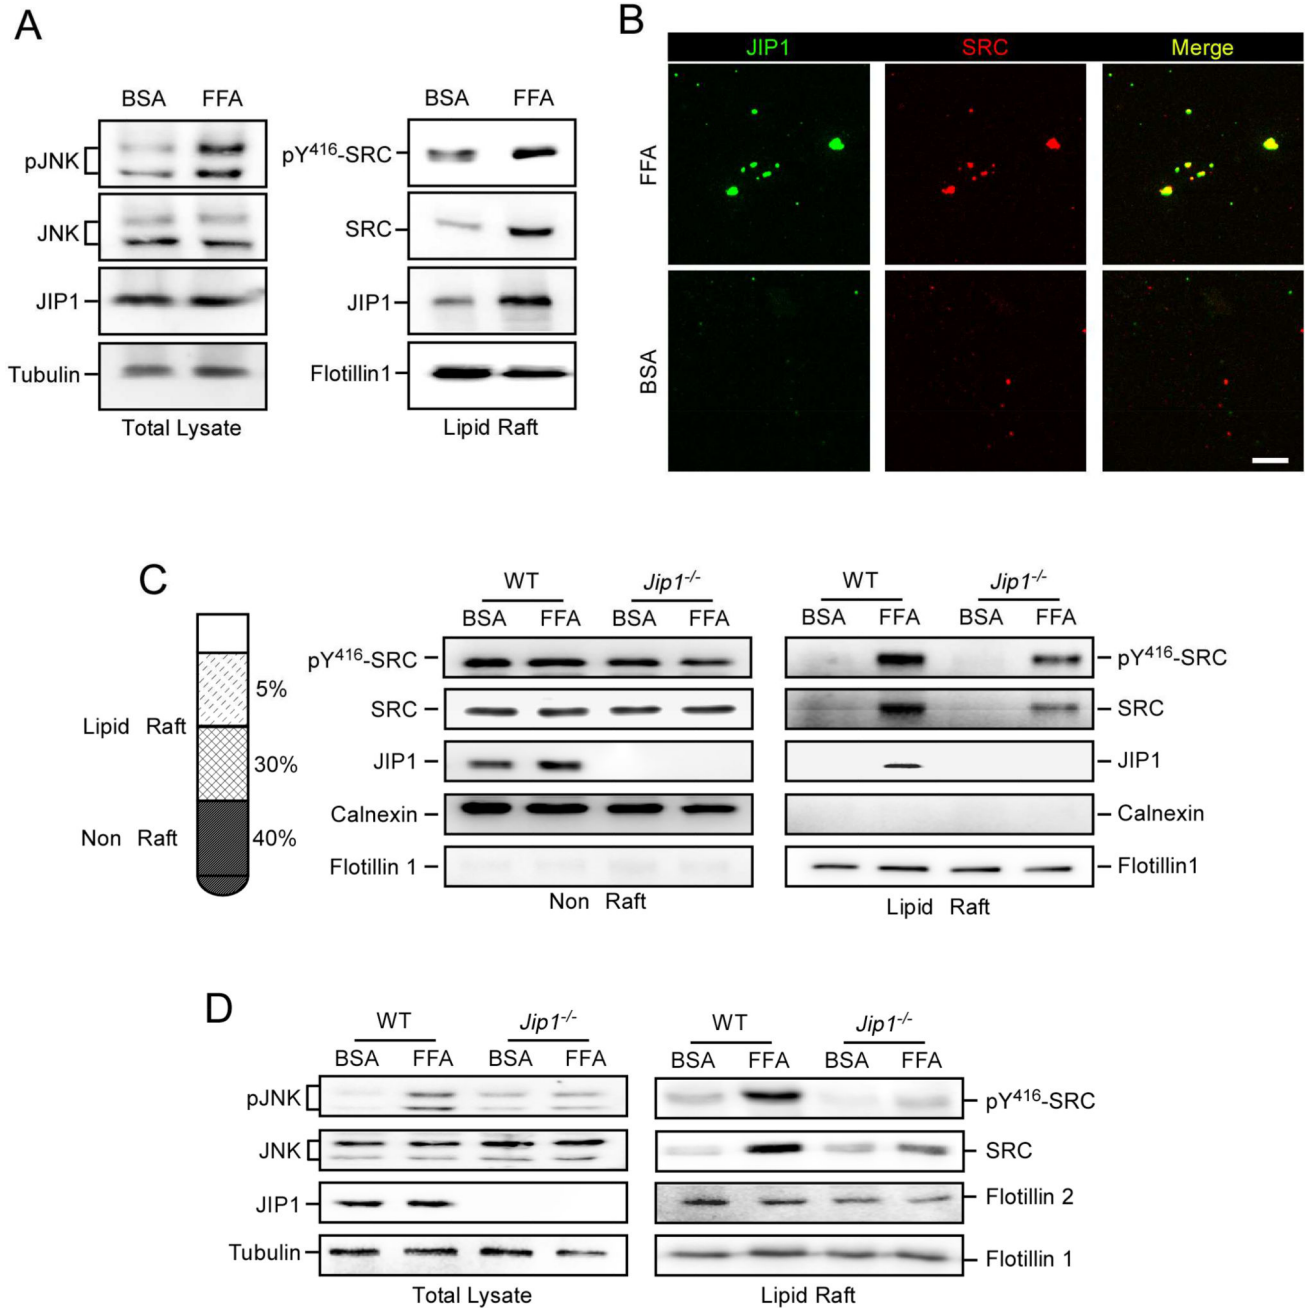 A
BSA FFA
pJNK
JNK
JIP1
Tubulin
Total Lysate
BSA FFA
pY416-SRC
SRC
JIP1
Flotillin1
Lipid Raft
B
JIP1 SRC Merge
FFA
BSA
C
5%
Lipid Raft
30%
Non Raft
40%
WT Jip1-/-
BSA FFA BSA FFA
pY416-SRC
SRC
JIP1
Calnexin
Flotillin 1
Non Raft
WT Jip1-/-
BSA FFA BSA FFA
pY416-SRC
SRC
JIP1
Calnexin
Flotillin1
Lipid Raft
D
WT Jip1-/-
BSA FFA BSA FFA
pJNK
JNK
JIP1
Tubulin
Total Lysate
WT Jip1-/-
BSA FFA BSA FFA
pY416-SRC
SRC
Flotillin 2
Flotillin 1
Lipid Raft